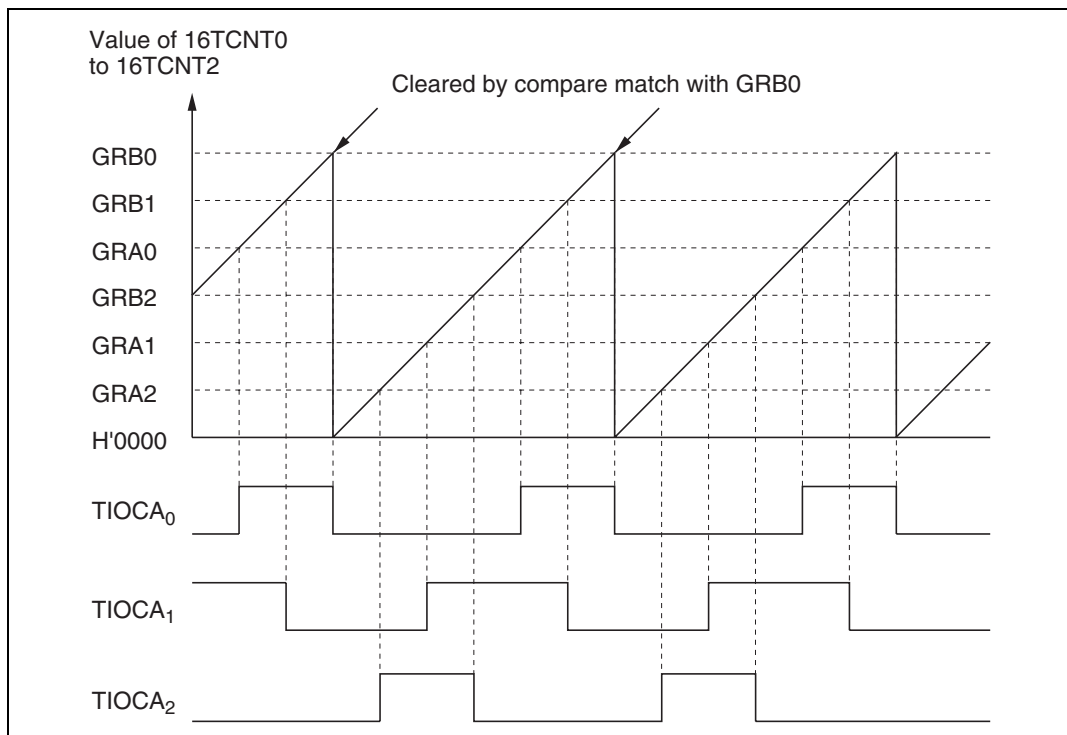 Value of 16TCNT0
to 16TCNT2
Cleared by compare match with GRB0
GRB0
GRB1
GRA0
GRB2
GRA1
GRA2
H'0000
TIOCA0
TIOCA1
TIOCA2